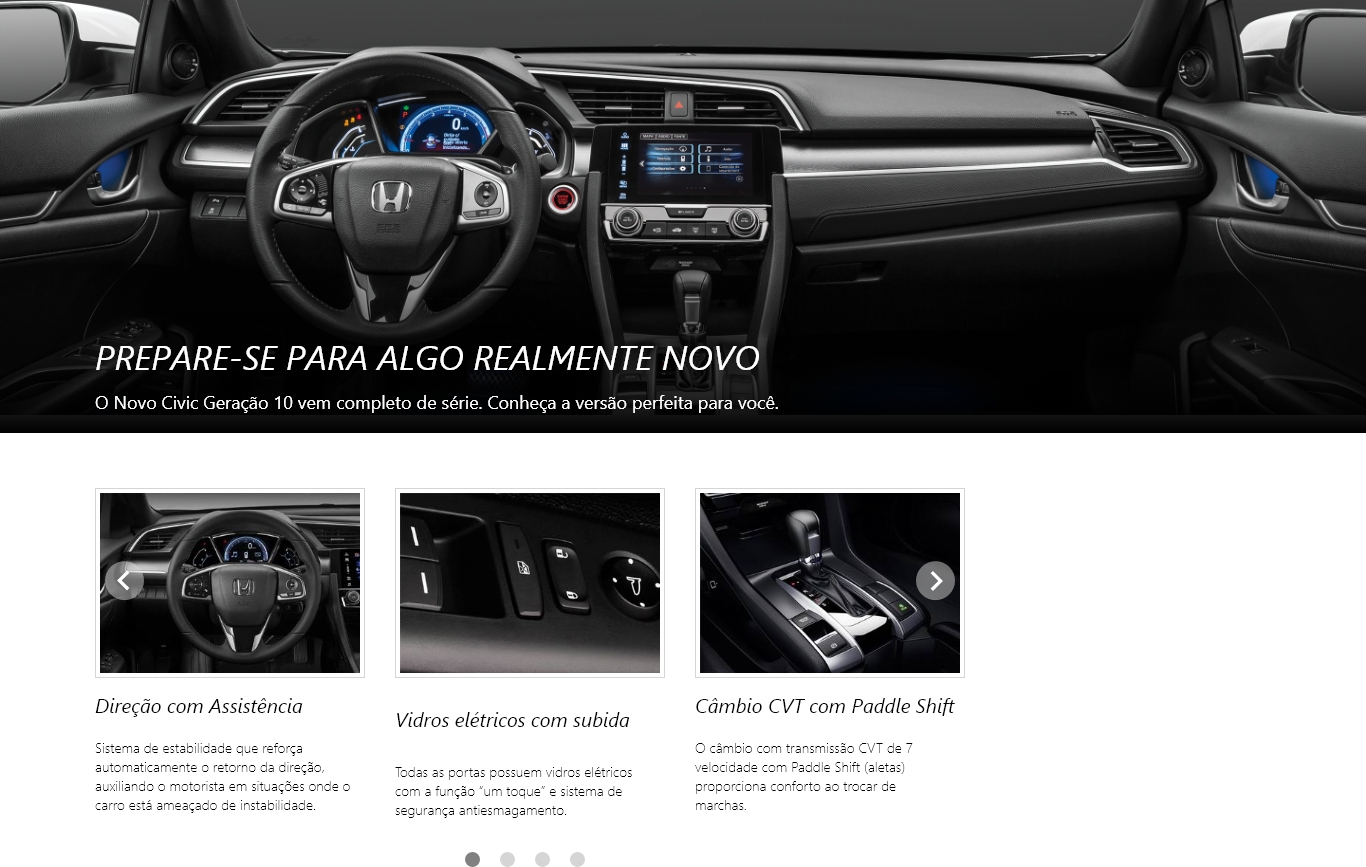 PREPARE-SE PARA ALGO REALMENTE NOVO
O Novo Civic Geração 10 vem completo de série. Conheça a versão perfeita para você.
Direção com Assistência
Sistema de estabilidade que reforça
automaticamente o retorno da direção,
auxiliando o motorista em situações onde o
carro está ameaçado de instabilidade.
Vidros elétricos com subida
Todas as portas possuem vidros elétricos
com a função “um toque” e sistema de
segurança antiesmagamento.
Câmbio CVT com Paddle Shift
O câmbio com transmissão CVT de 7
velocidade com Paddle Shift (aletas)
proporciona conforto ao trocar de
marchas.